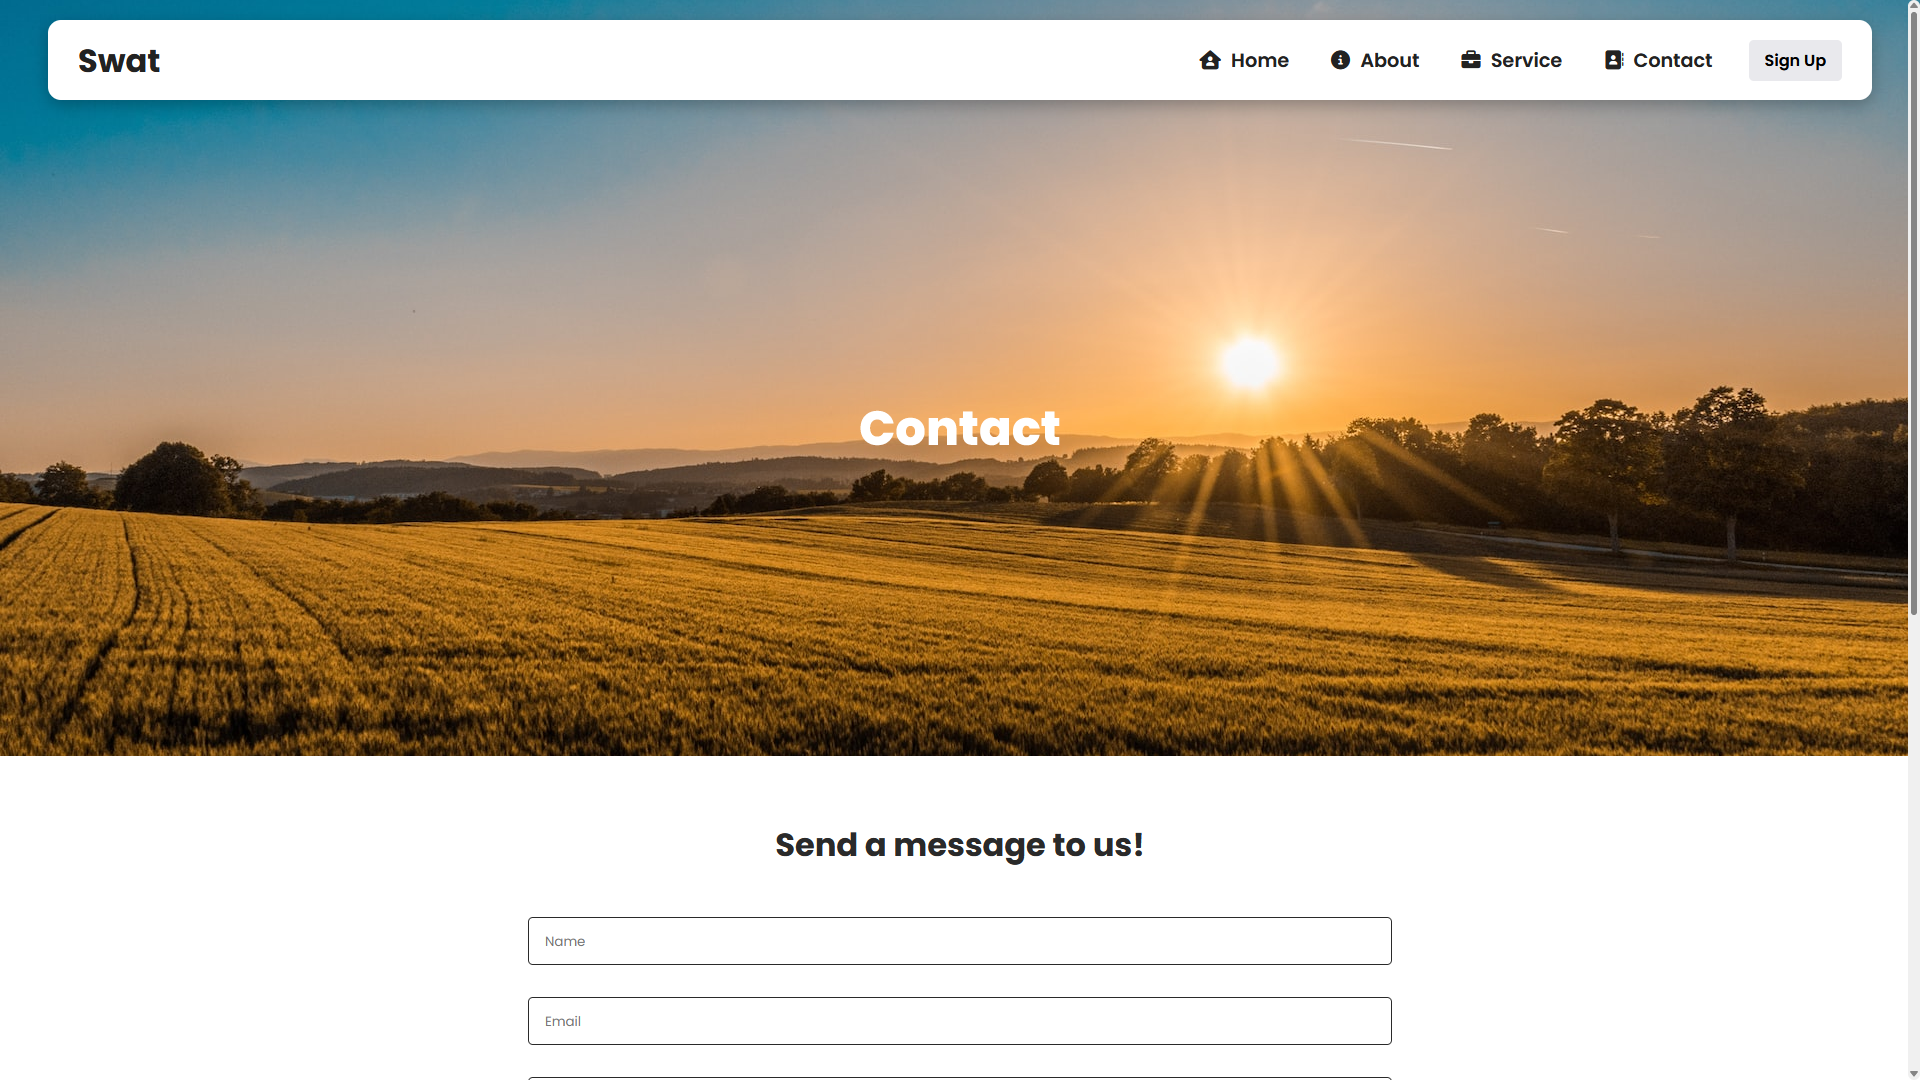 Swat
Home
About
Service
Contact
Sign Up
Contact
Send a message to us!
Name
Email